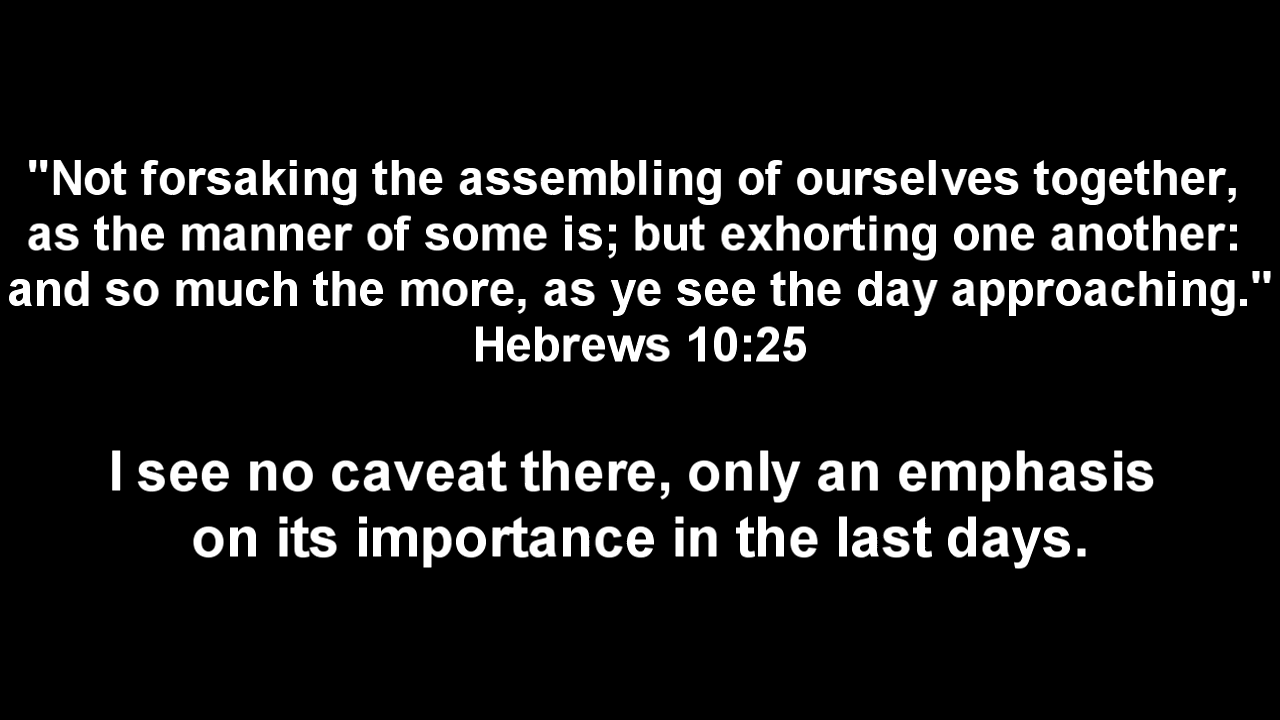 "Not forsaking the assembling of ourselves together,
as the manner of some is; but exhorting one another:
and so much the more, as ye see the day approaching."
Hebrews 10:25
I see no caveat there, only an emphasis
on its importance in the last days.